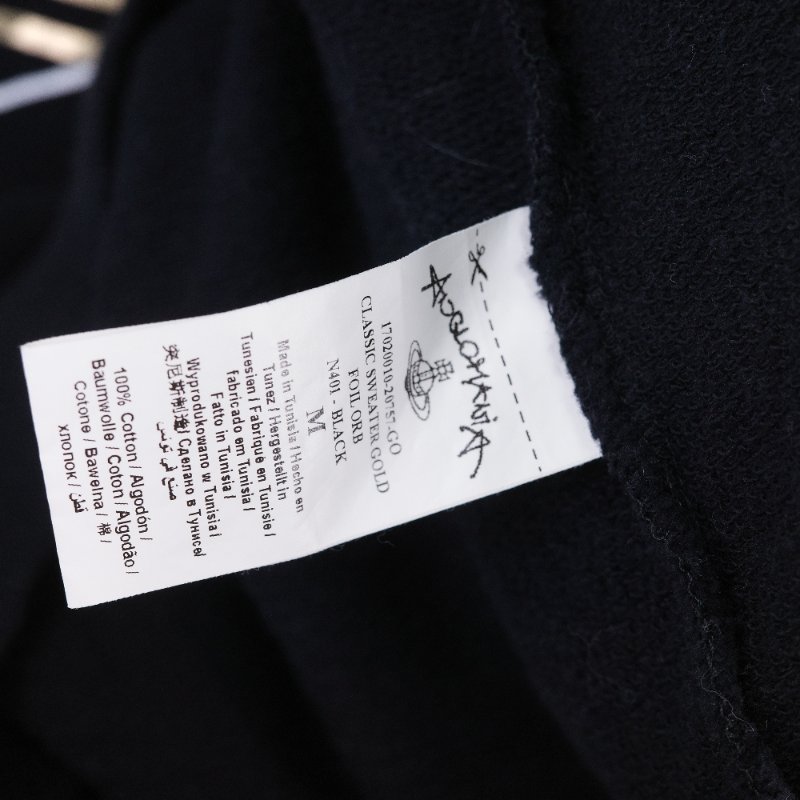 ANGLOMANIA
17020010-20757.GO
CLASSIC SWEATER GOLD
FOIL ORB
N401 - BLACK
M
Made in Tunisia / Hecho en
Tunez / Hergestellt in
Tunesien / Fabriqué en Tunisie /
fabricado em Tunisia /
Fatto in Tunisia /
Wyprodukowano w Tunisia /
突尼斯制造/ Сделано в Тунисе/
صنع في تونس
100% Cotton / Algodón /
Baumwolle / Coton / Algodão /
Cotone / Bawełna / 棉 /
хлопок / قطن